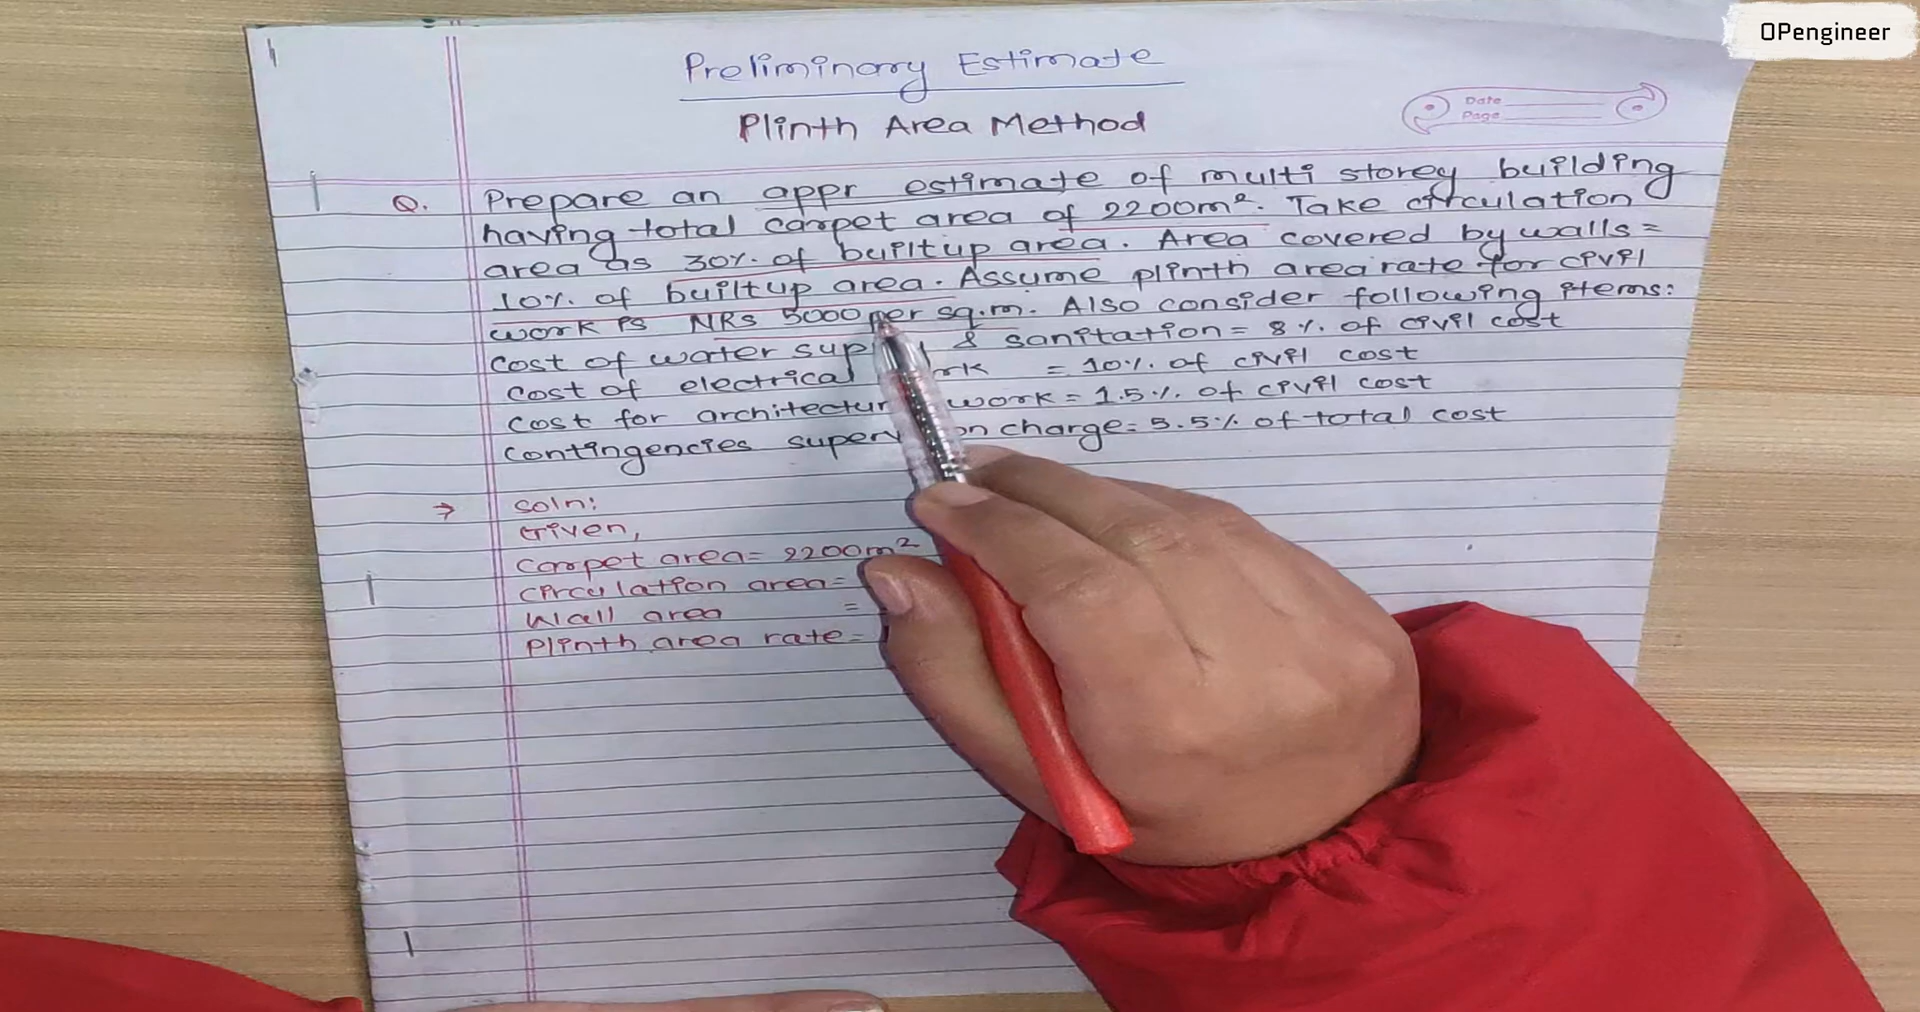 OPengineer
Preliminary Estimate
Plinth Area Method
Date
Page
Q. Prepare an appr estimate of multi storey building
having total carpet area of 2200m². Take circulation
area as 30% of builtup area. Area covered by walls =
10% of builtup area. Assume plinth area rate for civil
work is NRs 5000 per sq.m. Also consider following items:
cost of water & sanitation = 8% of civil cost
cost of electrical = 10% of civil cost
cost for work = 1.5% of civil cost
contingencies charge = 5.5% of total cost
→ Soln:
Given,
carpet area = 2200m²
circulation area =
Wall area =
Plinth area rate =